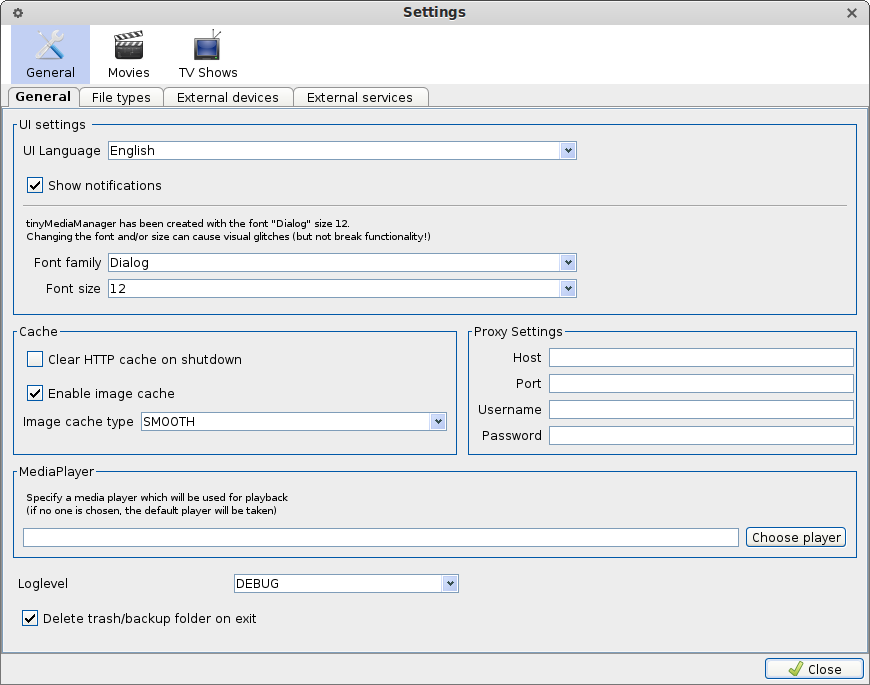 Settings
General
Movies
TV Shows
General
File types
External devices
External services
UI settings
UI Language English
Show notifications
tinyMediaManager has been created with the font "Dialog" size 12.
Changing the font and/or size can cause visual glitches (but not break functionality!)
Font family Dialog
Font size 12
Cache
Clear HTTP cache on shutdown
Enable image cache
Image cache type SMOOTH
Proxy Settings
Host
Port
Username
Password
MediaPlayer
Specify a media player which will be used for playback
(if no one is chosen, the default player will be taken)
Choose player
Loglevel DEBUG
Delete trash/backup folder on exit
Close